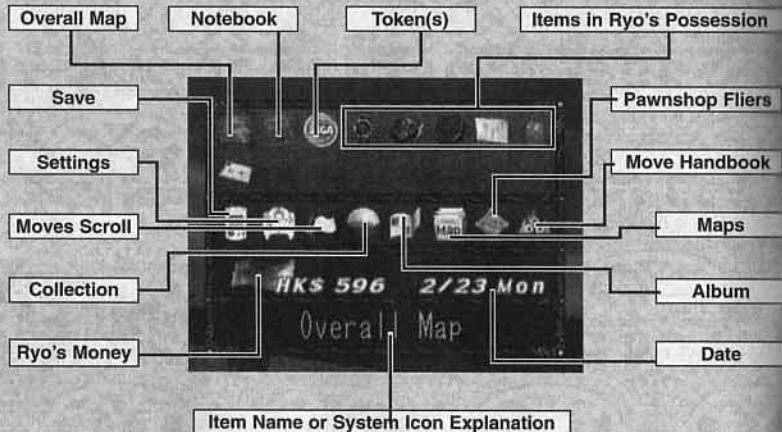 Overall Map
Notebook
Token(s)
Items in Ryo's Possession
Save
Pawnshop Fliers
Settings
Move Handbook
Moves Scroll
Maps
Collection
Album
Ryo's Money
Date
SEGA
MAP
HK$ 596
2/23 Mon
Overall Map
Item Name or System Icon Explanation